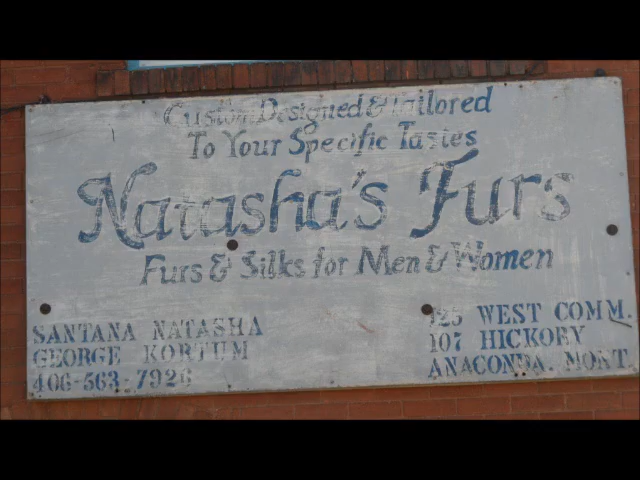 Custom Designed & tailored
To Your Specific Tastes
Natasha's Furs
Furs & Silks for Men & Women
SANTANA NATASHA
GEORGE KORTUM
406-563-7926
125 WEST COMM.
107 HICKORY
ANACONDA. MONT.